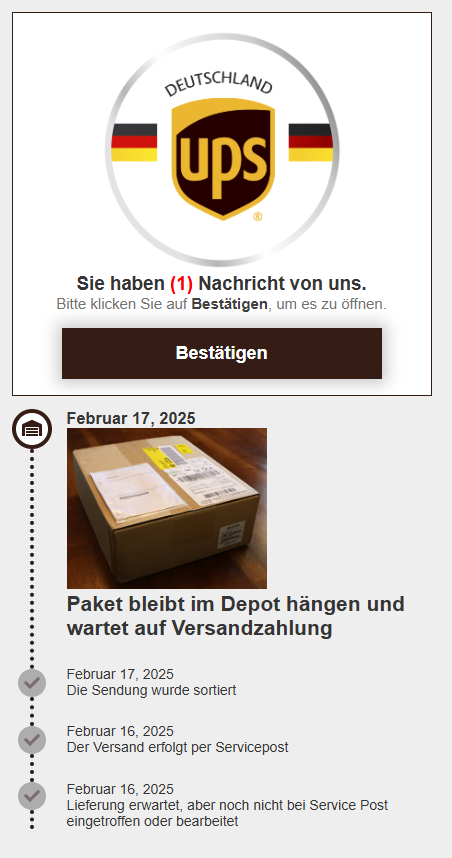 DEUTSCHLAND
ups
®
Sie haben (1) Nachricht von uns.
Bitte klicken Sie auf Bestätigen, um es zu öffnen.
Bestätigen
Februar 17, 2025
Paket bleibt im Depot hängen und
wartet auf Versandzahlung
Februar 17, 2025
Die Sendung wurde sortiert
Februar 16, 2025
Der Versand erfolgt per Servicepost
Februar 16, 2025
Lieferung erwartet, aber noch nicht bei Service Post
eingetroffen oder bearbeitet